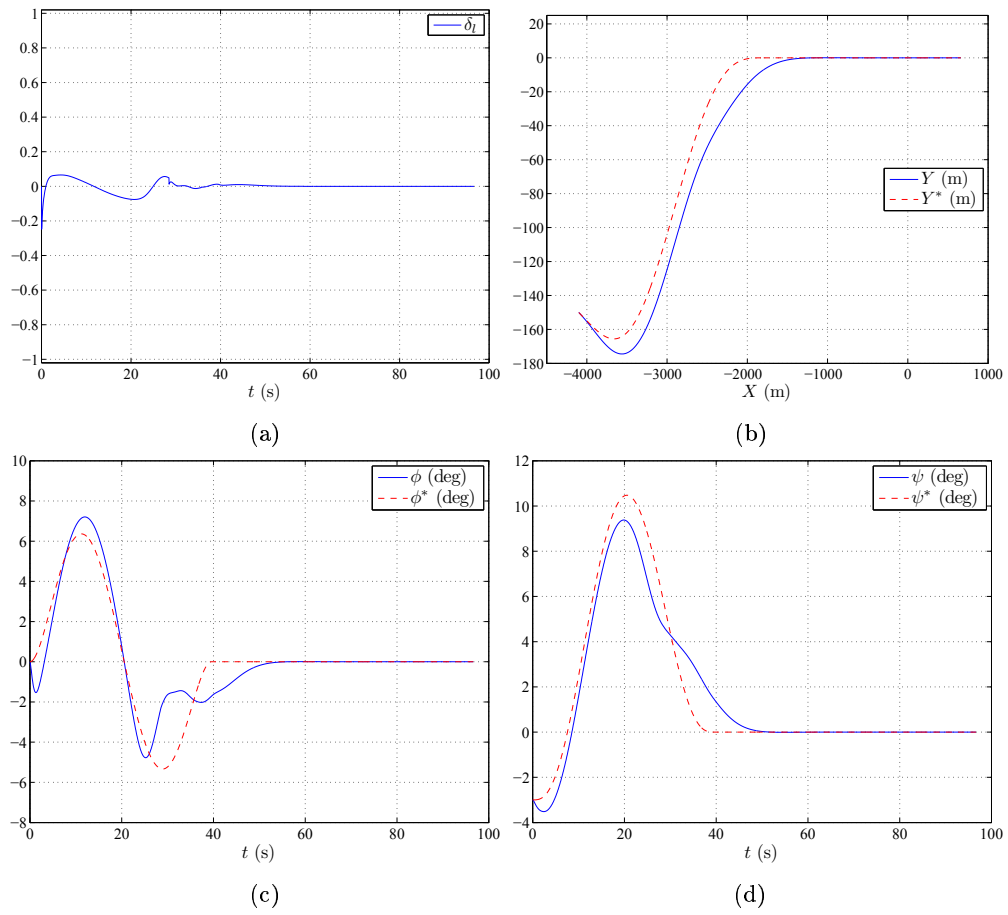 1
0.8
0.6
0.4
0.2
0
−0.2
−0.4
−0.6
−0.8
−1
0 20 40 60 80 100
t (s)
δ_l
(a)
20
0
−20
−40
−60
−80
−100
−120
−140
−160
−180
−4000 −3000 −2000 −1000 0 1000
X (m)
Y (m)
Y* (m)
(b)
10
8
6
4
2
0
−2
−4
−6
−8
0 20 40 60 80 100
t (s)
ϕ (deg)
ϕ* (deg)
(c)
12
10
8
6
4
2
0
−2
−4
0 20 40 60 80 100
t (s)
ψ (deg)
ψ* (deg)
(d)